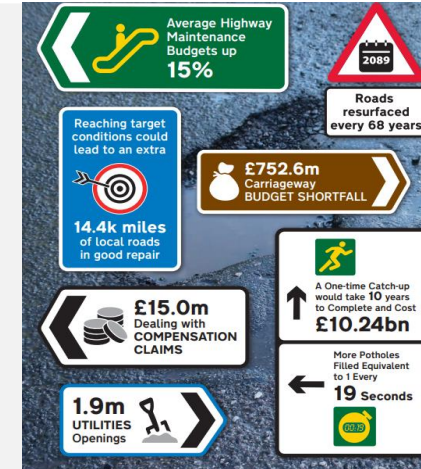 Average Highway
Maintenance
Budgets up
15%
2089
Roads
resurfaced
every 68 years
Reaching target
conditions could
lead to an extra
14.4k miles
of local roads
in good repair
£752.6m
Carriageway
BUDGET SHORTFALL
A One-time Catch-up
would take 10 years
to Complete and Cost
£10.24bn
£15.0m
Dealing with
COMPENSATION
CLAIMS
More Potholes
Filled Equivalent
to 1 Every
19 Seconds
00:19
1.9m
UTILITIES
Openings